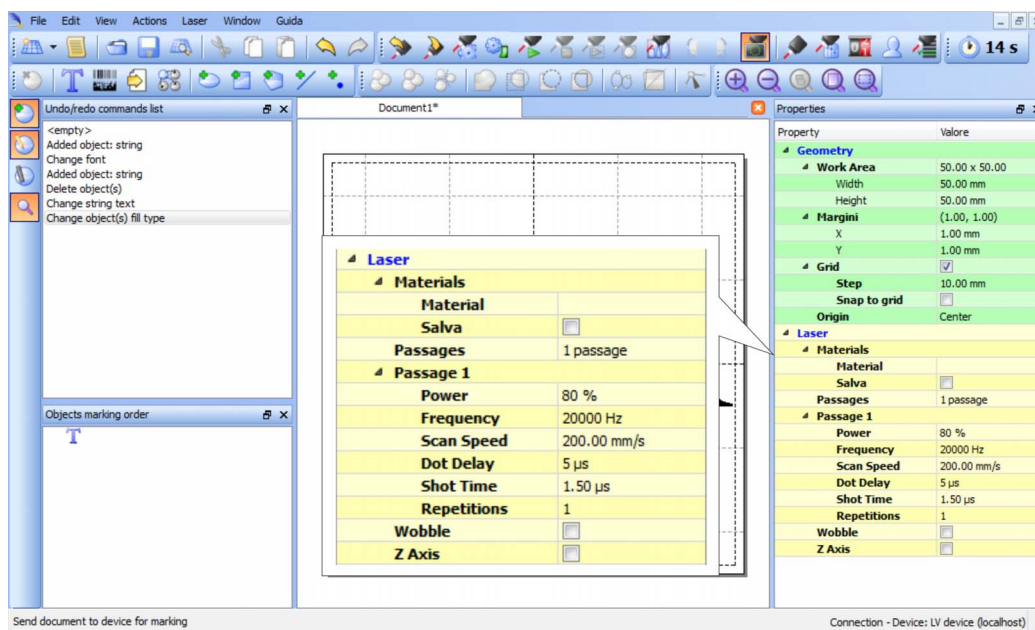 File Edit View Actions Laser Window Guida
14 s
Undo/redo commands list
<empty>
Added object: string
Change font
Added object: string
Delete object(s)
Change string text
Change object(s) fill type
Objects marking order
Document1*
Laser
Materials
Material
Salva
Passages 1 passage
Passage 1
Power 80 %
Frequency 20000 Hz
Scan Speed 200.00 mm/s
Dot Delay 5 µs
Shot Time 1.50 µs
Repetitions 1
Wobble
Z Axis
Properties
Property Valore
Geometry
Work Area 50.00 x 50.00
Width 50.00 mm
Height 50.00 mm
Margini (1.00, 1.00)
X 1.00 mm
Y 1.00 mm
Grid
Step 10.00 mm
Snap to grid
Origin Center
Laser
Materials
Material
Salva
Passages 1 passage
Passage 1
Power 80 %
Frequency 20000 Hz
Scan Speed 200.00 mm/s
Dot Delay 5 µs
Shot Time 1.50 µs
Repetitions 1
Wobble
Z Axis
Send document to device for marking
Connection - Device: LV device (localhost)